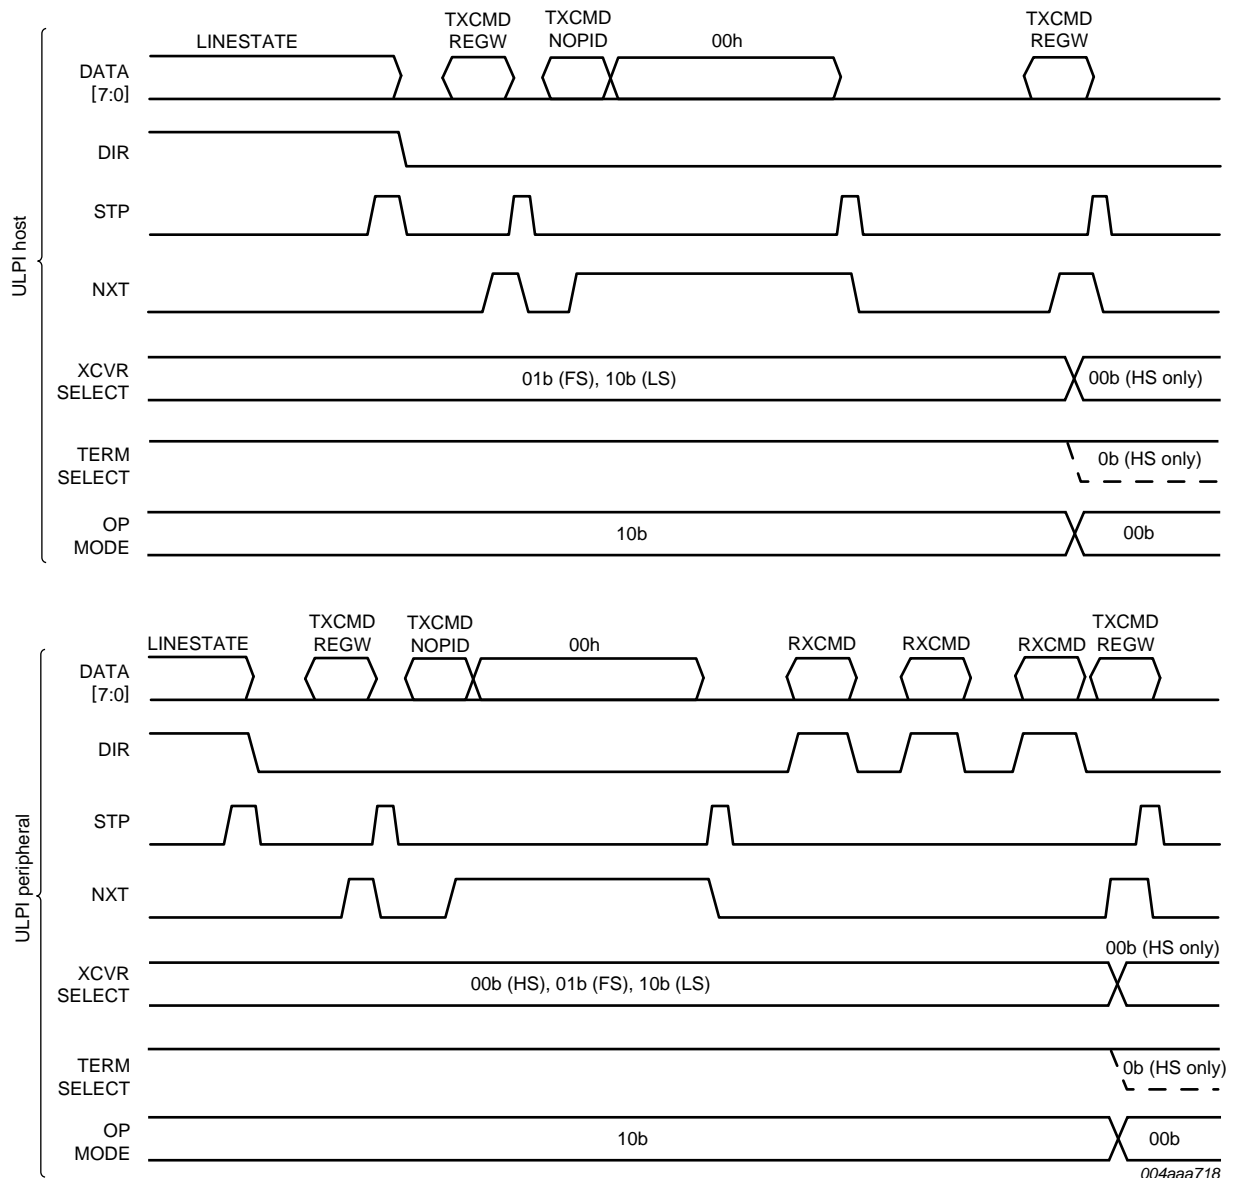 ULPI host
TXCMD
REGW
TXCMD
NOPID
TXCMD
REGW
LINESTATE
00h
DATA
[7:0]
DIR
STP
NXT
XCVR
SELECT
01b (FS), 10b (LS)
00b (HS only)
TERM
SELECT
0b (HS only)
OP
MODE
10b
00b
ULPI peripheral
LINESTATE
TXCMD
REGW
TXCMD
NOPID
00h
RXCMD
RXCMD
RXCMD
TXCMD
REGW
DATA
[7:0]
DIR
STP
NXT
XCVR
SELECT
00b (HS), 01b (FS), 10b (LS)
00b (HS only)
TERM
SELECT
0b (HS only)
OP
MODE
10b
00b
004aaa718